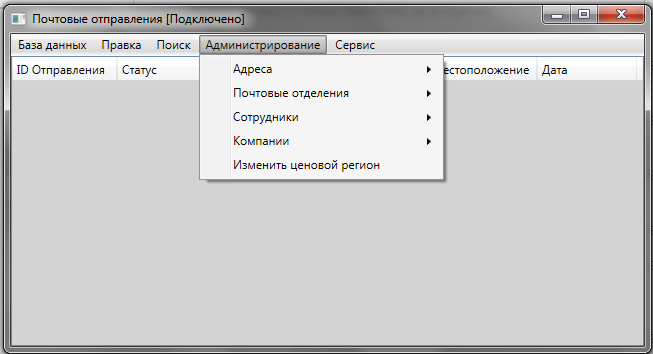 Почтовые отправления [Подключено]
База данных Правка Поиск Администрирование Сервис
ID Отправления Статус естоположение Дата
Адреса
Почтовые отделения
Сотрудники
Компании
Изменить ценовой регион